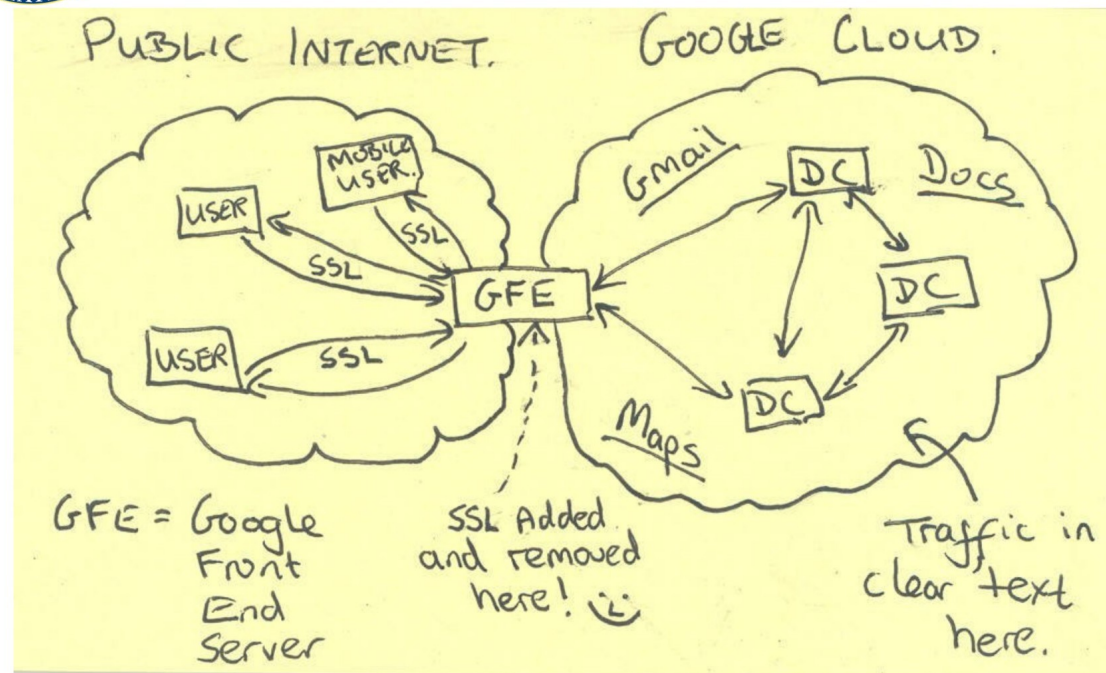 PUBLIC INTERNET.
GOOGLE CLOUD.
MOBILE
USER.
USER
SSL
SSL
GFE
USER
SSL
Gmail
DC
Docs
DC
DC
Maps
GFE = Google
Front
End
Server
SSL Added
and removed
here!
Traffic in
clear text
here.